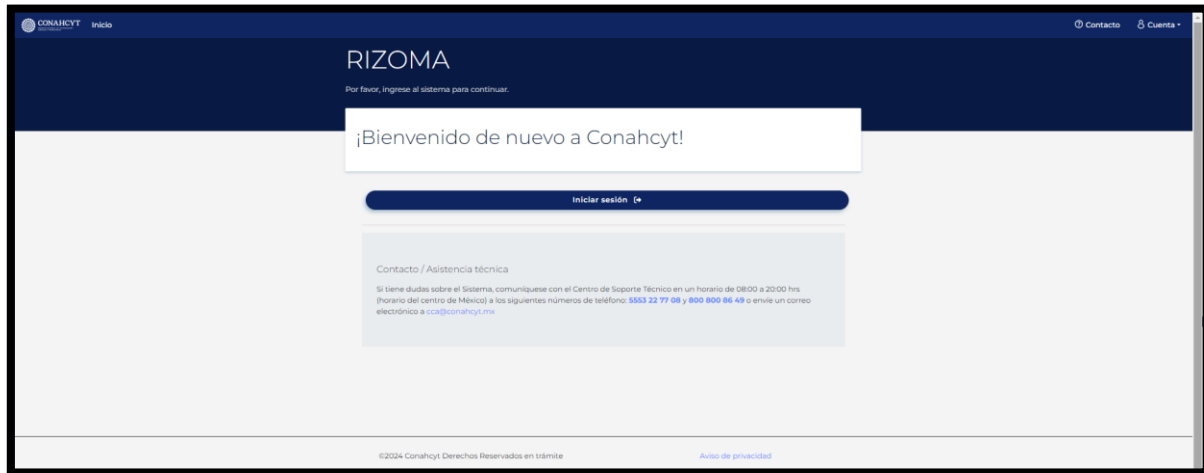 CONAHCYT Inicio Contacto Cuenta
RIZOMA
Por favor, ingrese al sistema para continuar.
¡Bienvenido de nuevo a Conahcyt!
Iniciar sesión
Contacto / Asistencia técnica
Si tiene dudas sobre el Sistema, comuníquese con el Centro de Soporte Técnico en un horario de 08:00 a 20:00 hrs
(horario del centro de México) a los siguientes números de teléfono: 5553 22 77 08 y 800 800 86 49 o envíe un correo
electrónico a cca@conahcyt.mx
©2024 Conahcyt Derechos Reservados en trámite Aviso de privacidad